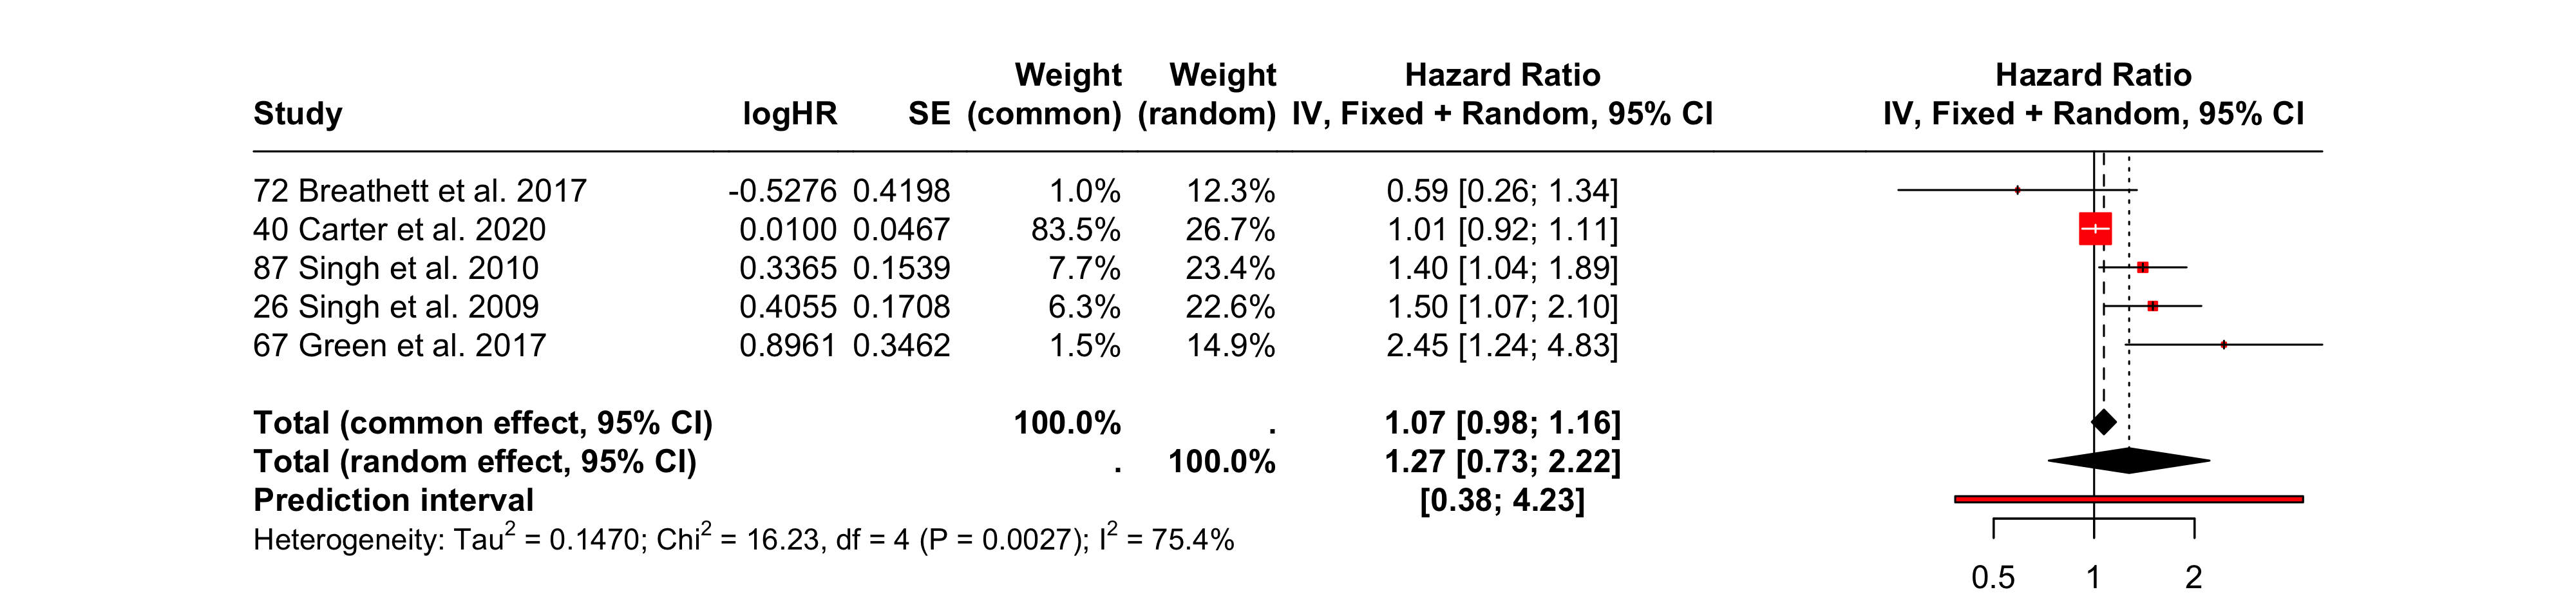 Weight Weight Hazard Ratio Hazard Ratio
Study logHR SE (common) (random) IV, Fixed + Random, 95% CI IV, Fixed + Random, 95% CI
72 Breathett et al. 2017 -0.5276 0.4198 1.0% 12.3% 0.59 [0.26; 1.34]
40 Carter et al. 2020 0.0100 0.0467 83.5% 26.7% 1.01 [0.92; 1.11]
87 Singh et al. 2010 0.3365 0.1539 7.7% 23.4% 1.40 [1.04; 1.89]
26 Singh et al. 2009 0.4055 0.1708 6.3% 22.6% 1.50 [1.07; 2.10]
67 Green et al. 2017 0.8961 0.3462 1.5% 14.9% 2.45 [1.24; 4.83]
Total (common effect, 95% CI) 100.0% . 1.07 [0.98; 1.16]
Total (random effect, 95% CI) . 100.0% 1.27 [0.73; 2.22]
Prediction interval [0.38; 4.23]
Heterogeneity: Tau² = 0.1470; Chi² = 16.23, df = 4 (P = 0.0027); I² = 75.4%
0.5 1 2